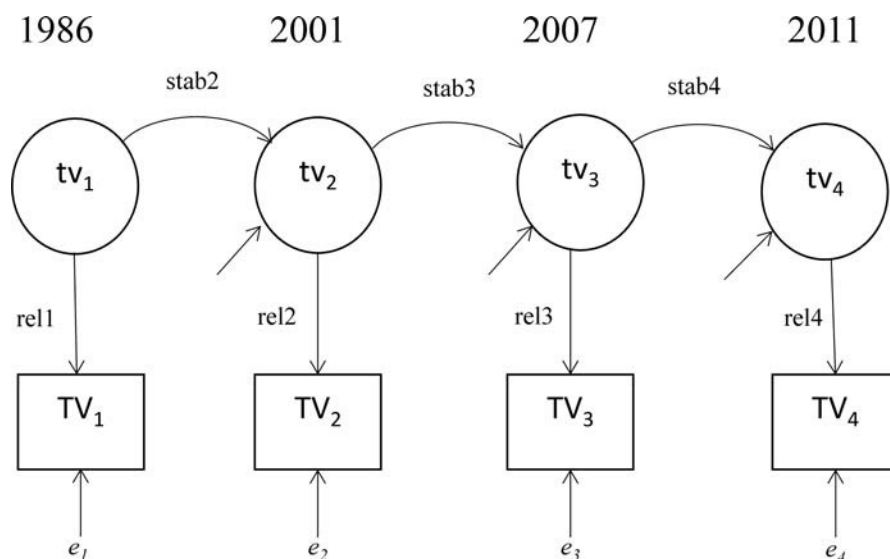 1986 2001 2007 2011
stab2 stab3 stab4
tv₁ tv₂ tv₃ tv₄
rel1 rel2 rel3 rel4
TV₁ TV₂ TV₃ TV₄
e₁ e₂ e₃ e₄